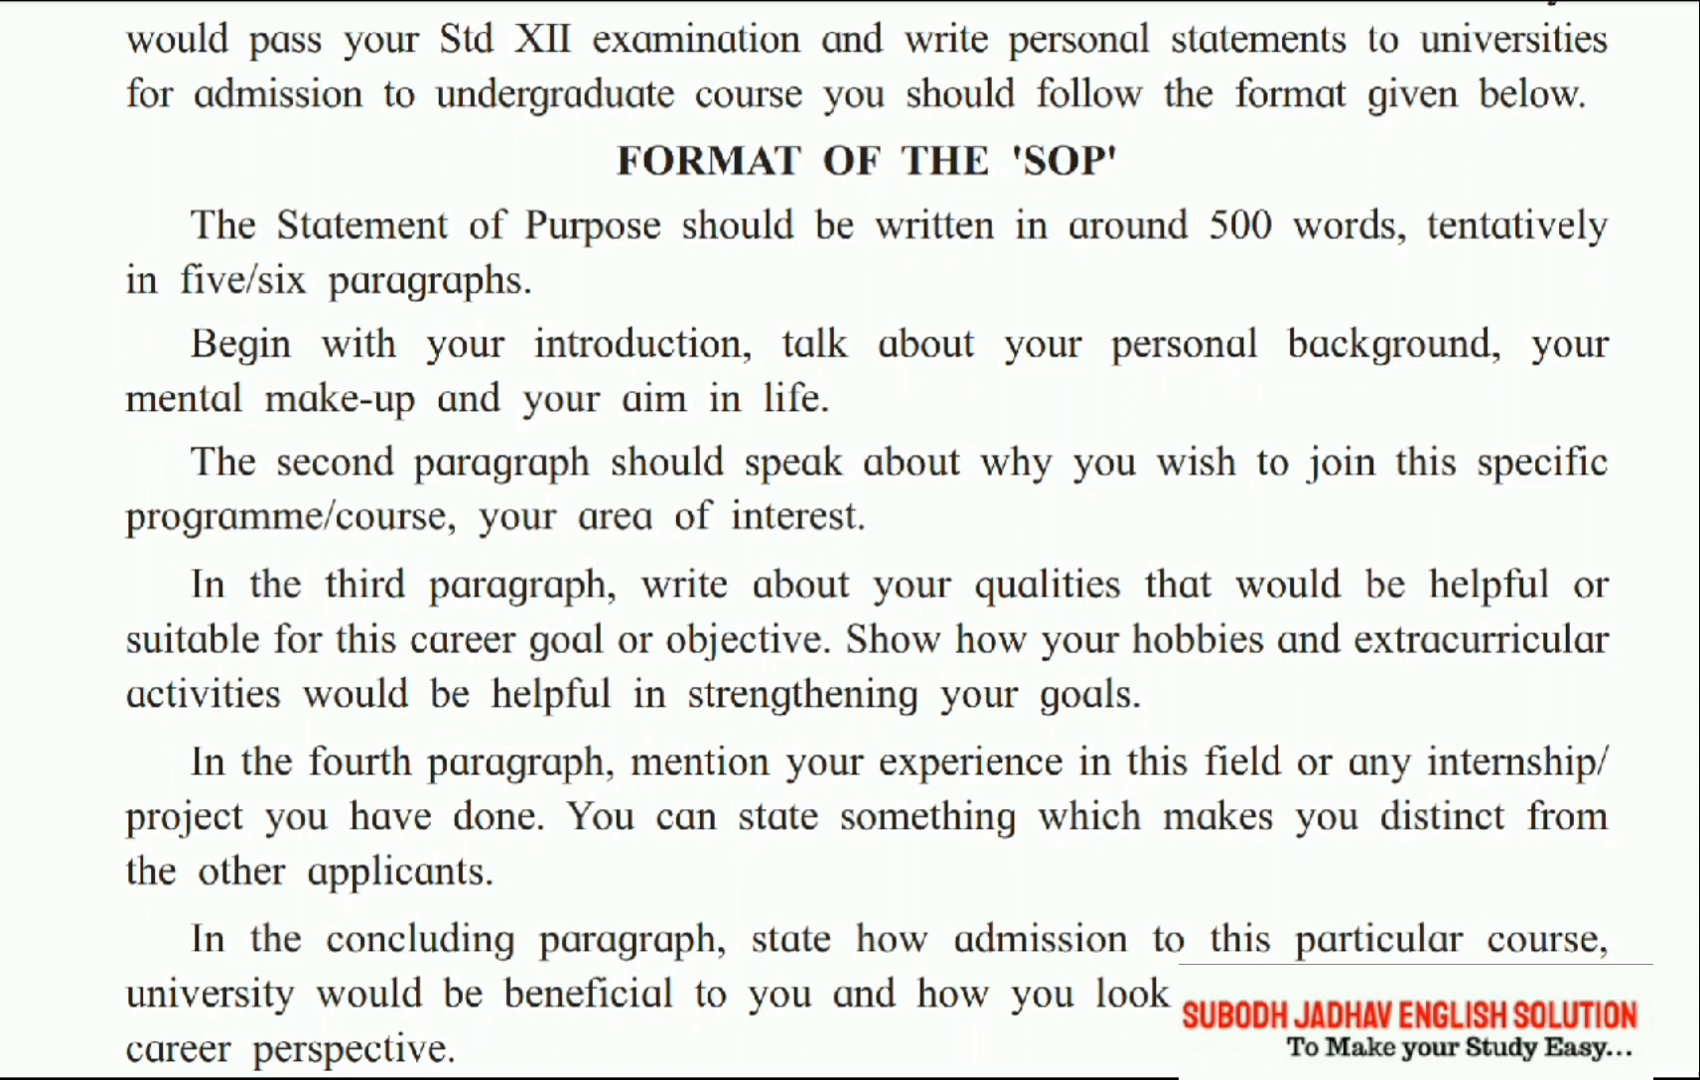 would pass your Std XII examination and write personal statements to universities
for admission to undergraduate course you should follow the format given below.
FORMAT OF THE 'SOP'
The Statement of Purpose should be written in around 500 words, tentatively
in five/six paragraphs.
Begin with your introduction, talk about your personal background, your
mental make-up and your aim in life.
The second paragraph should speak about why you wish to join this specific
programme/course, your area of interest.
In the third paragraph, write about your qualities that would be helpful or
suitable for this career goal or objective. Show how your hobbies and extracurricular
activities would be helpful in strengthening your goals.
In the fourth paragraph, mention your experience in this field or any internship/
project you have done. You can state something which makes you distinct from
the other applicants.
In the concluding paragraph, state how admission to this particular course,
university would be beneficial to you and how you look
career perspective.
SUBODH JADHAV ENGLISH SOLUTION
To Make your Study Easy...